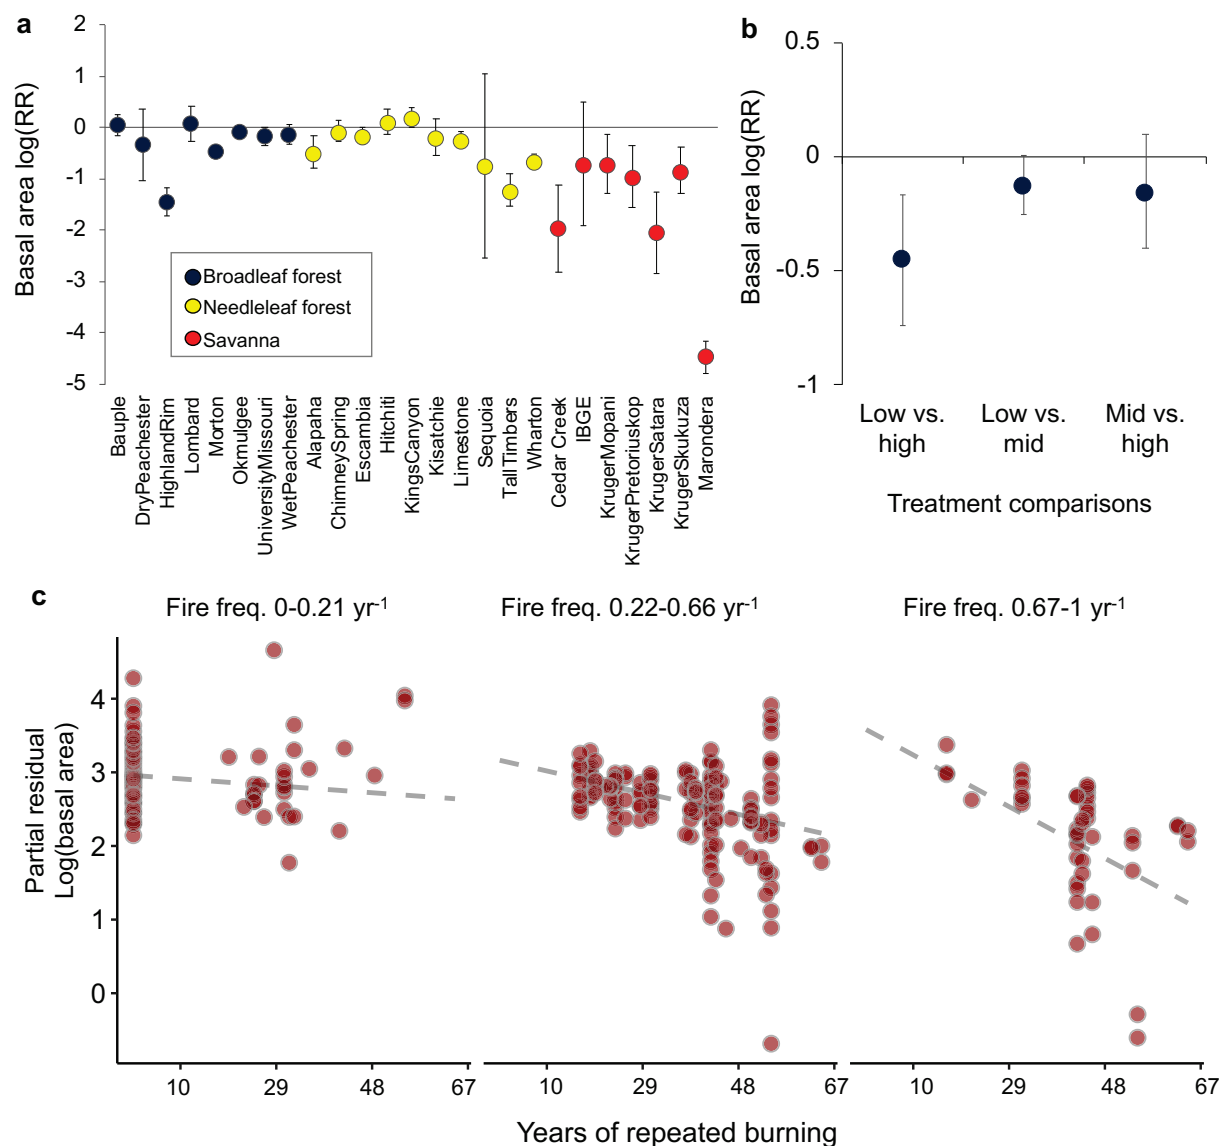 a
Basal area log(RR)
2
1
0
-1
-2
-3
-4
-5
Broadleaf forest
Needleleaf forest
Savanna
Bauple
DryPeachester
HighlandRim
Lombard
Morton
Okmulgee
UniversityMissouri
WetPeachester
Alapaha
ChimneySpring
Escambia
Hitchiti
KingsCanyon
Kisatchie
Limestone
Sequoia
TallTimbers
Wharton
Cedar Creek
IBGE
KrugerMopani
KrugerPretoriuskop
KrugerSatara
KrugerSkukuza
Marondera
b
Basal area log(RR)
0.5
0
-0.5
-1
Low vs. high
Low vs. mid
Mid vs. high
Treatment comparisons
c
Fire freq. 0-0.21 yr⁻¹
Fire freq. 0.22-0.66 yr⁻¹
Fire freq. 0.67-1 yr⁻¹
Partial residual
Log(basal area)
4
3
2
1
0
10 29 48 67
10 29 48 67
10 29 48 67
Years of repeated burning